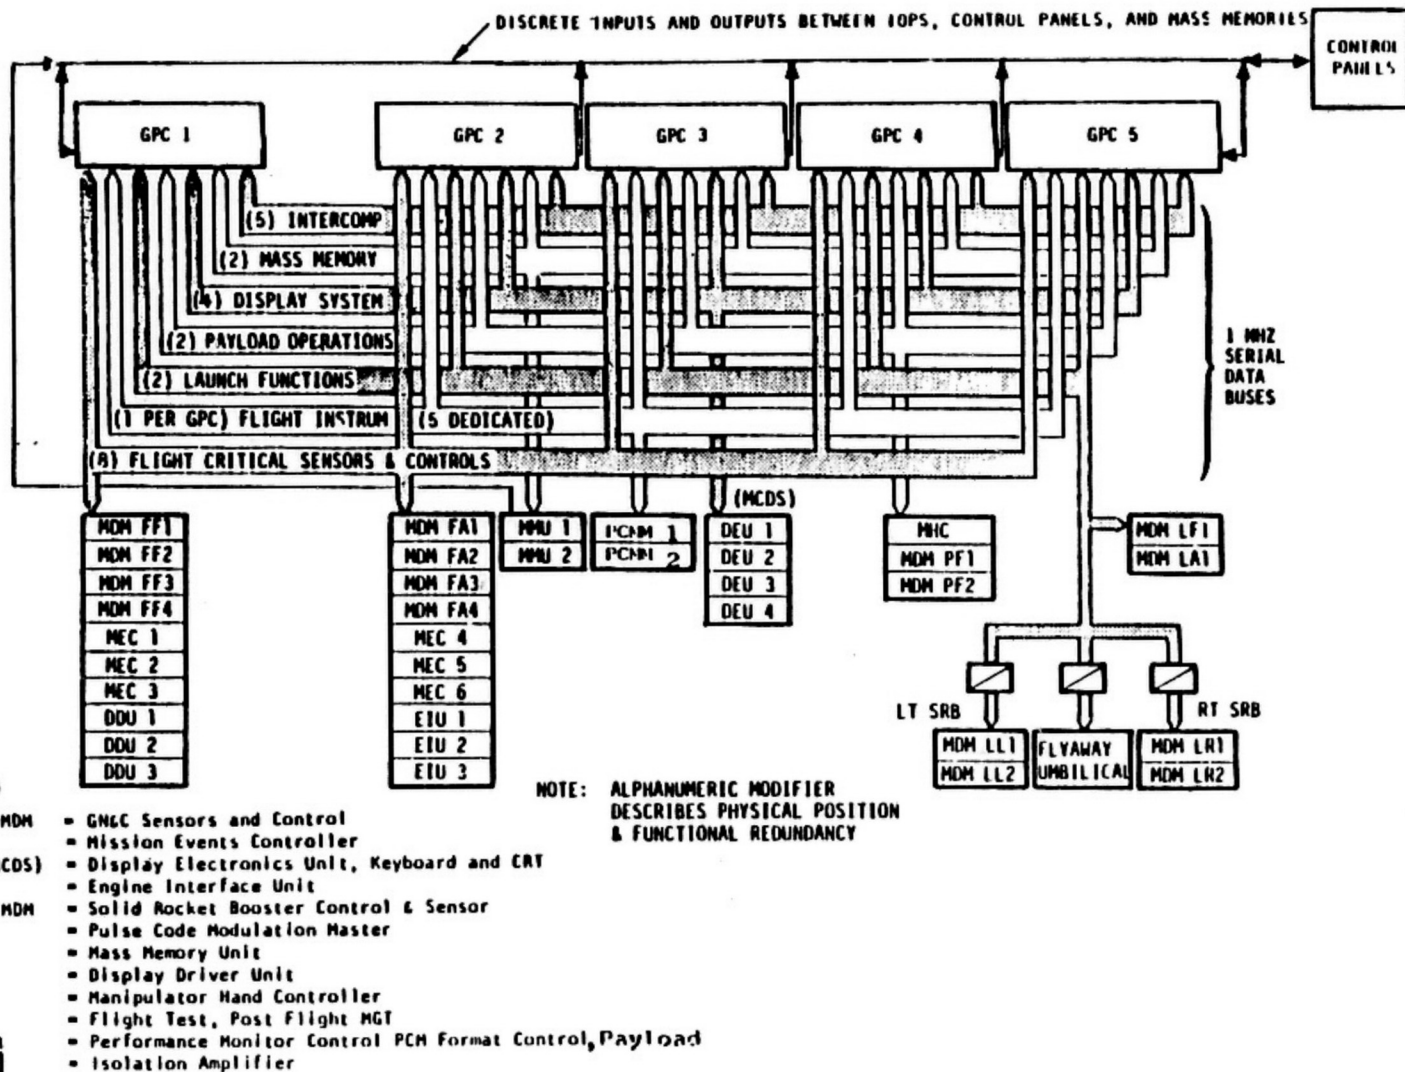 DISCRETE INPUTS AND OUTPUTS BETWEEN IOPS, CONTROL PANELS, AND MASS MEMORIES
CONTROL
PANELS
GPC 1
GPC 2
GPC 3
GPC 4
GPC 5
(5) INTERCOMP
(2) MASS MEMORY
(4) DISPLAY SYSTEM
(2) PAYLOAD OPERATIONS
(2) LAUNCH FUNCTIONS
(1 PER GPC) FLIGHT INSTRUM (5 DEDICATED)
(8) FLIGHT CRITICAL SENSORS & CONTROLS
1 MHZ
SERIAL
DATA
BUSES
(MCDS)
MDM FF1
MDM FF2
MDM FF3
MDM FF4
MEC 1
MEC 2
MEC 3
DDU 1
DDU 2
DDU 3
MDM FA1
MDM FA2
MDM FA3
MDM FA4
MEC 4
MEC 5
MEC 6
EIU 1
EIU 2
EIU 3
MMU 1
MMU 2
PCMM 1
PCMM 2
DEU 1
DEU 2
DEU 3
DEU 4
MHC
MDM PF1
MDM PF2
MDM LF1
MDM LA1
LT SRB
RT SRB
MDM LL1
MDM LL2
FLYAWAY
UMBILICAL
MDM LR1
MDM LR2
NOTE: ALPHANUMERIC MODIFIER
DESCRIBES PHYSICAL POSITION
& FUNCTIONAL REDUNDANCY
MDM = GN&C Sensors and Control
= Mission Events Controller
CDS) = Display Electronics Unit, Keyboard and CRT
= Engine Interface Unit
MDM = Solid Rocket Booster Control & Sensor
= Pulse Code Modulation Master
= Mass Memory Unit
= Display Driver Unit
= Manipulator Hand Controller
= Flight Test, Post Flight MGT
= Performance Monitor Control PCM Format Control, Payload
= Isolation Amplifier